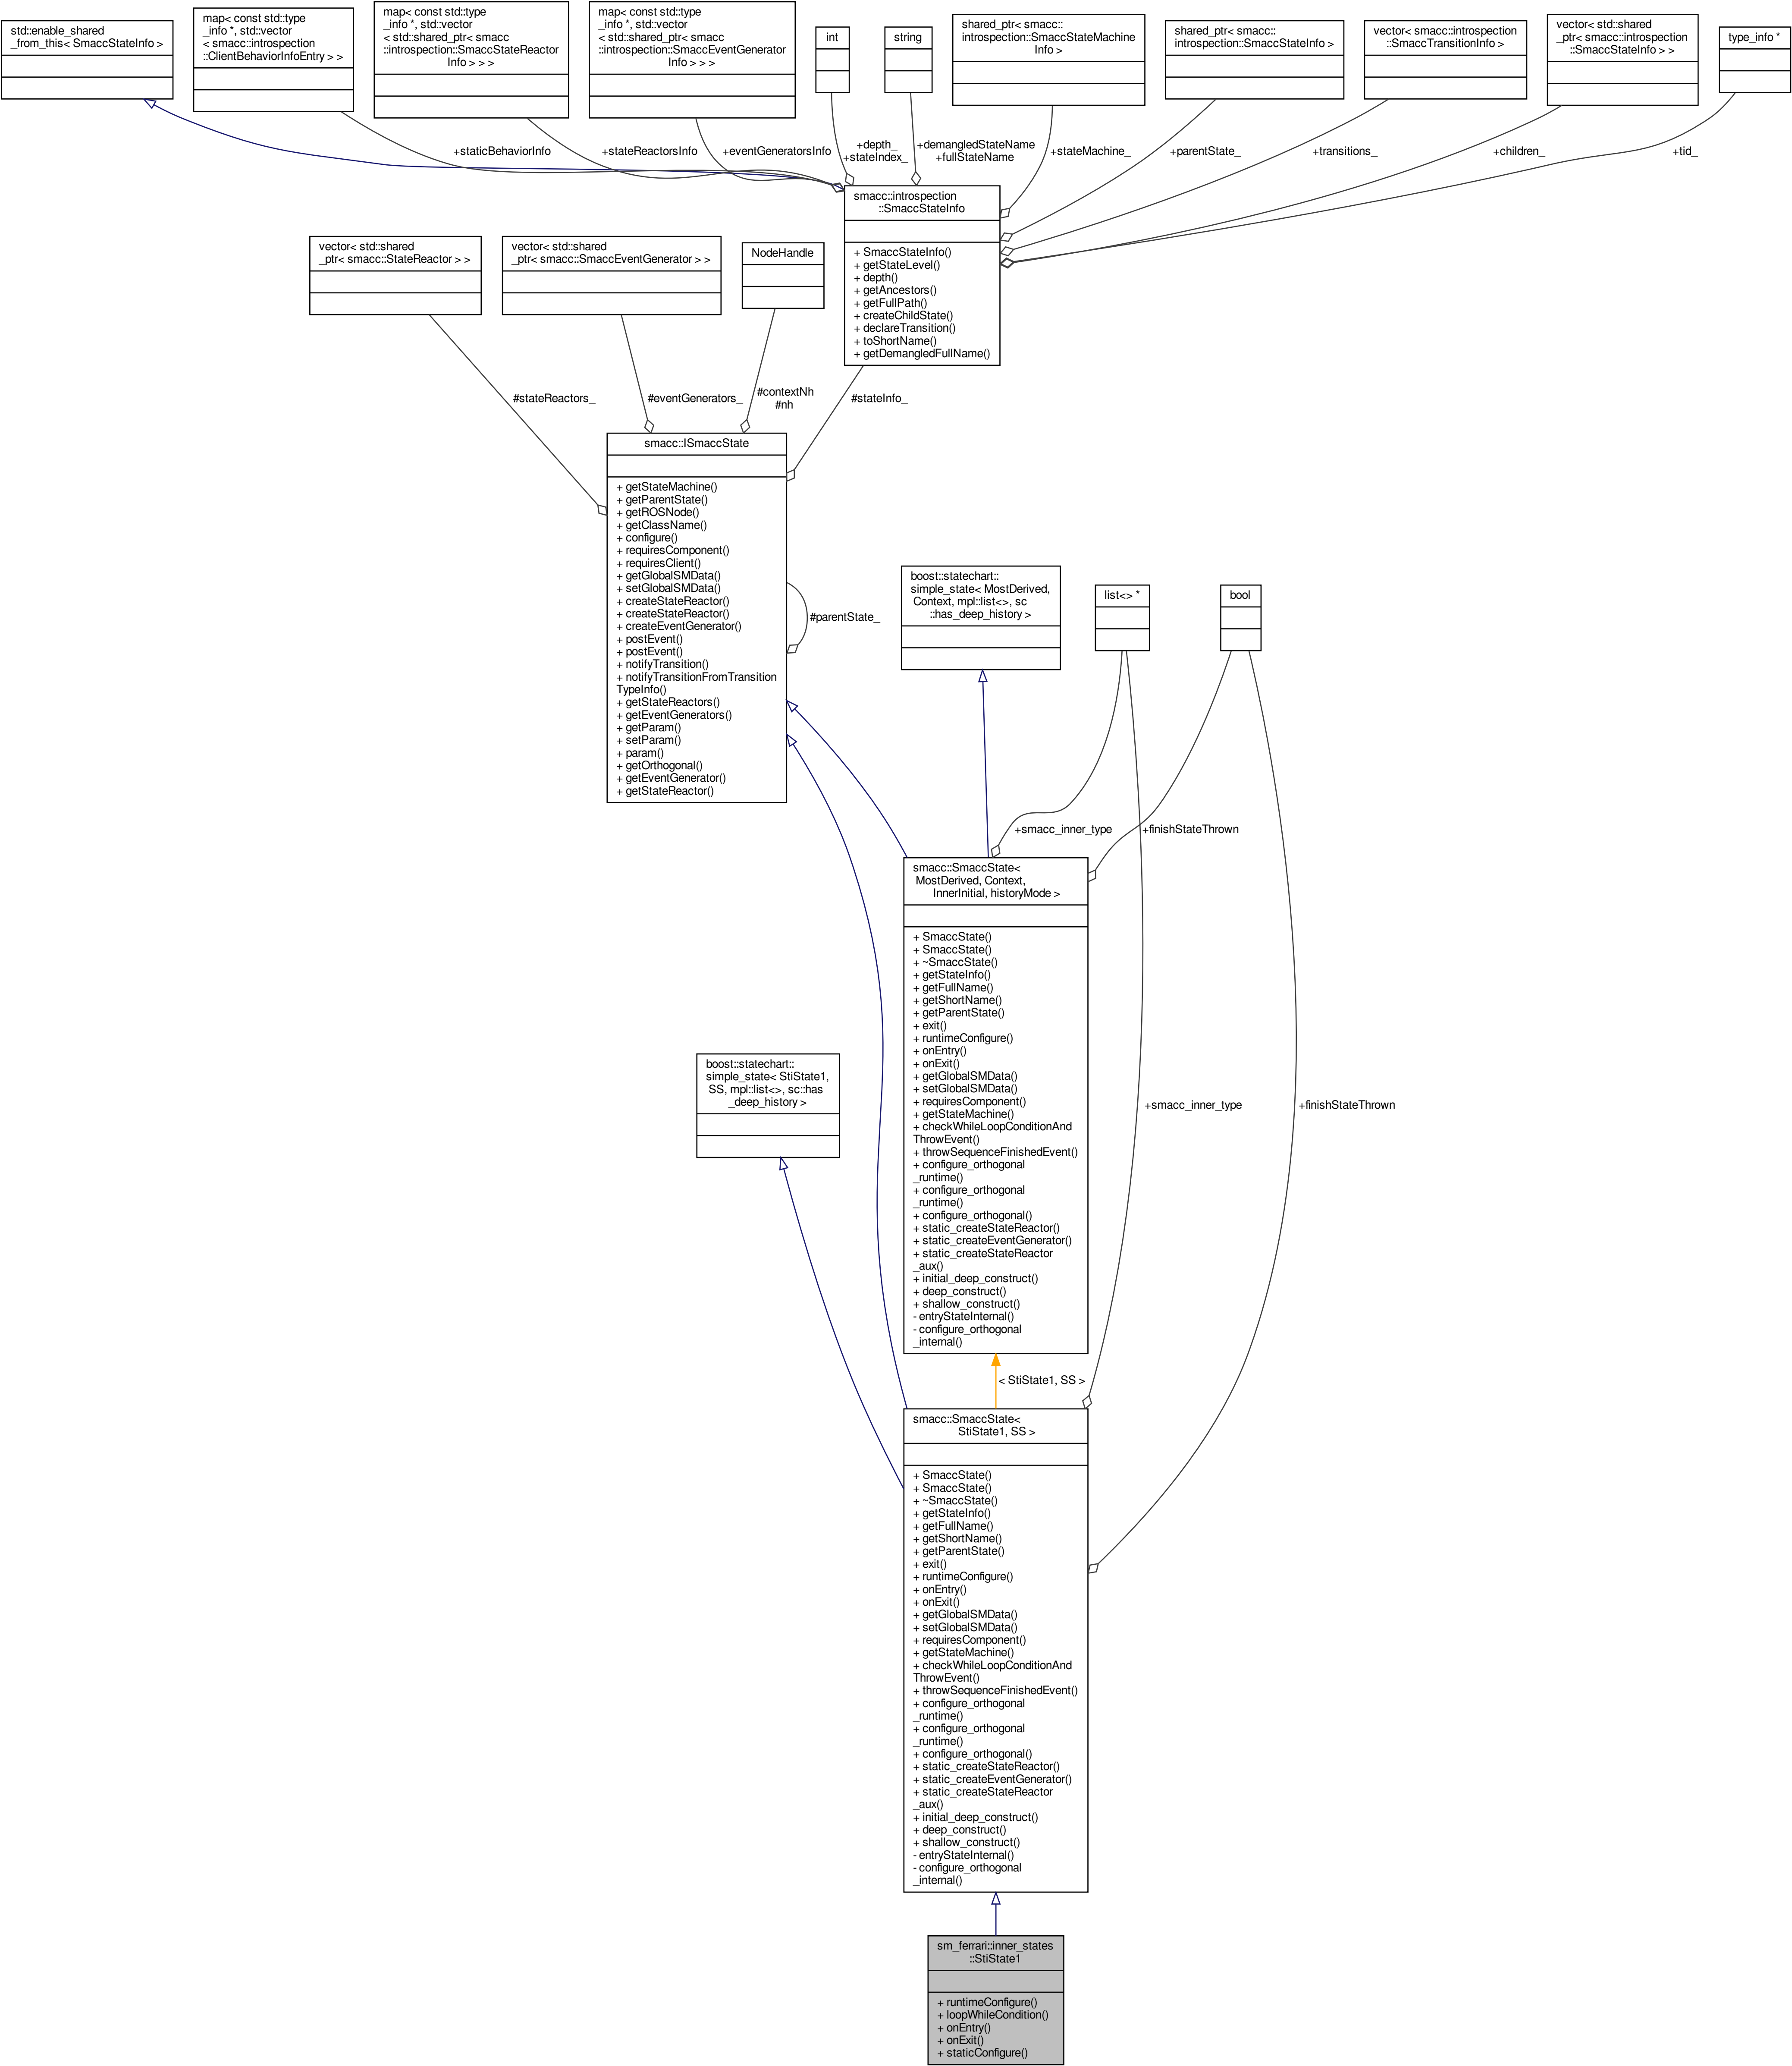 std::enable_shared
_from_this< SmaccStateInfo >
map< const std::type
_info *, std::vector
< smacc::introspection
::ClientBehaviorInfoEntry > >
map< const std::type
_info *, std::vector
< std::shared_ptr< smacc
::introspection::SmaccStateReactor
Info > > >
map< const std::type
_info *, std::vector
< std::shared_ptr< smacc
::introspection::SmaccEventGenerator
Info > > >
int
string
shared_ptr< smacc::
introspection::SmaccStateMachine
Info >
shared_ptr< smacc::
introspection::SmaccStateInfo >
vector< smacc::introspection
::SmaccTransitionInfo >
vector< std::shared
_ptr< smacc::introspection
::SmaccStateInfo > >
type_info *
+staticBehaviorInfo
+stateReactorsInfo
+eventGeneratorsInfo
+depth_
+stateIndex_
+demangledStateName
+fullStateName
+stateMachine_
+parentState_
+transitions_
+children_
+tid_
smacc::introspection
::SmaccStateInfo
+ SmaccStateInfo()
+ getStateLevel()
+ depth()
+ getAncestors()
+ getFullPath()
+ createChildState()
+ declareTransition()
+ toShortName()
+ getDemangledFullName()
vector< std::shared
_ptr< smacc::StateReactor > >
vector< std::shared
_ptr< smacc::SmaccEventGenerator > >
NodeHandle
#stateReactors_
#eventGenerators_
#contextNh
#nh
#stateInfo_
smacc::ISmaccState
+ getStateMachine()
+ getParentState()
+ getROSNode()
+ getClassName()
+ configure()
+ requiresComponent()
+ requiresClient()
+ getGlobalSMData()
+ setGlobalSMData()
+ createStateReactor()
+ createStateReactor()
+ createEventGenerator()
+ postEvent()
+ postEvent()
+ notifyTransition()
+ notifyTransitionFromTransition
TypeInfo()
+ getStateReactors()
+ getEventGenerators()
+ getParam()
+ setParam()
+ param()
+ getOrthogonal()
+ getEventGenerator()
+ getStateReactor()
#parentState_
boost::statechart::
simple_state< MostDerived,
Context, mpl::list<>, sc
::has_deep_history >
list<> *
bool
+smacc_inner_type
+finishStateThrown
smacc::SmaccState<
MostDerived, Context,
InnerInitial, historyMode >
+ SmaccState()
+ SmaccState()
+ ~SmaccState()
+ getStateInfo()
+ getFullName()
+ getShortName()
+ getParentState()
+ exit()
+ runtimeConfigure()
+ onEntry()
+ onExit()
+ getGlobalSMData()
+ setGlobalSMData()
+ requiresComponent()
+ getStateMachine()
+ checkWhileLoopConditionAnd
ThrowEvent()
+ throwSequenceFinishedEvent()
+ configure_orthogonal
_runtime()
+ configure_orthogonal
_runtime()
+ configure_orthogonal()
+ static_createStateReactor()
+ static_createEventGenerator()
+ static_createStateReactor
_aux()
+ initial_deep_construct()
+ deep_construct()
+ shallow_construct()
- entryStateInternal()
- configure_orthogonal
_internal()
boost::statechart::
simple_state< StiState1,
SS, mpl::list<>, sc::has
_deep_history >
+smacc_inner_type
+finishStateThrown
< StiState1, SS >
smacc::SmaccState<
StiState1, SS >
+ SmaccState()
+ SmaccState()
+ ~SmaccState()
+ getStateInfo()
+ getFullName()
+ getShortName()
+ getParentState()
+ exit()
+ runtimeConfigure()
+ onEntry()
+ onExit()
+ getGlobalSMData()
+ setGlobalSMData()
+ requiresComponent()
+ getStateMachine()
+ checkWhileLoopConditionAnd
ThrowEvent()
+ throwSequenceFinishedEvent()
+ configure_orthogonal
_runtime()
+ configure_orthogonal
_runtime()
+ configure_orthogonal()
+ static_createStateReactor()
+ static_createEventGenerator()
+ static_createStateReactor
_aux()
+ initial_deep_construct()
+ deep_construct()
+ shallow_construct()
- entryStateInternal()
- configure_orthogonal
_internal()
sm_ferrari::inner_states
::StiState1
+ runtimeConfigure()
+ loopWhileCondition()
+ onEntry()
+ onExit()
+ staticConfigure()